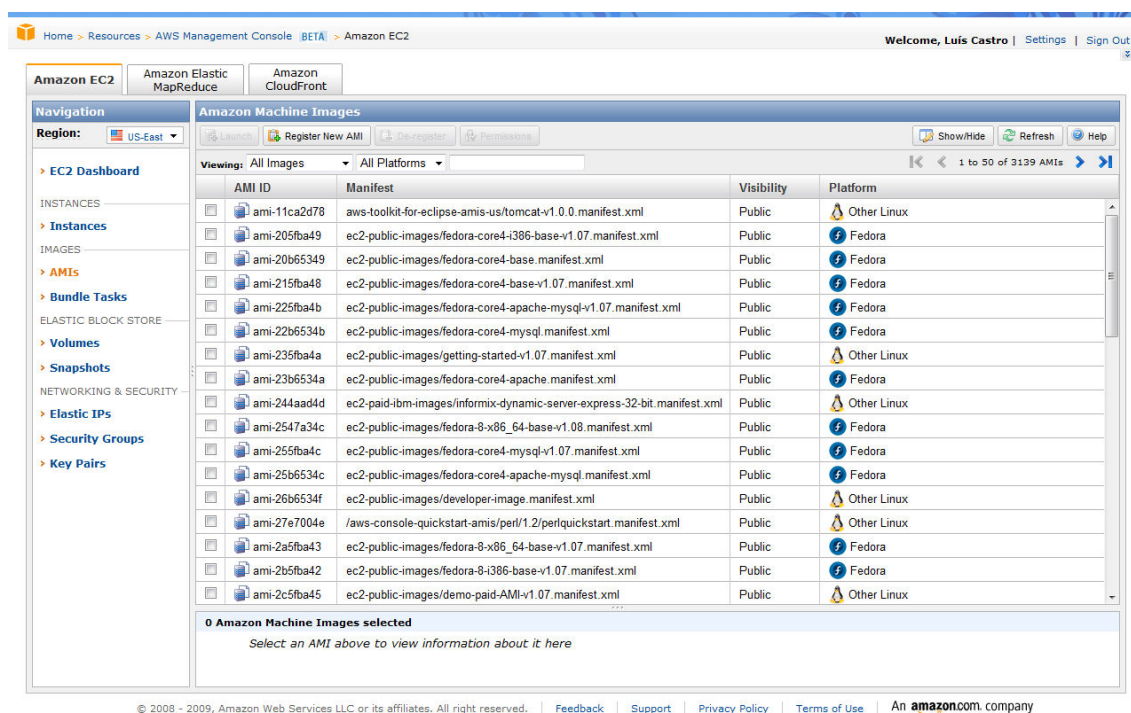 Home > Resources > AWS Management Console BETA > Amazon EC2
Welcome, Luís Castro | Settings | Sign Out
Amazon EC2
Amazon Elastic MapReduce
Amazon CloudFront
Navigation
Region: US-East
> EC2 Dashboard
INSTANCES
> Instances
IMAGES
> AMIs
> Bundle Tasks
ELASTIC BLOCK STORE
> Volumes
> Snapshots
NETWORKING & SECURITY
> Elastic IPs
> Security Groups
> Key Pairs
Amazon Machine Images
Launch Register New AMI De-register Permissions Show/Hide Refresh Help
Viewing: All Images All Platforms 1 to 50 of 3139 AMIs
AMI ID Manifest Visibility Platform
ami-11ca2d78 aws-toolkit-for-eclipse-amis-us/tomcat-v1.0.0.manifest.xml Public Other Linux
ami-205fba49 ec2-public-images/fedora-core4-i386-base-v1.07.manifest.xml Public Fedora
ami-20b65349 ec2-public-images/fedora-core4-base.manifest.xml Public Fedora
ami-215fba48 ec2-public-images/fedora-core4-base-v1.07.manifest.xml Public Fedora
ami-225fba4b ec2-public-images/fedora-core4-apache-mysql-v1.07.manifest.xml Public Fedora
ami-22b6534b ec2-public-images/fedora-core4-mysql.manifest.xml Public Fedora
ami-235fba4a ec2-public-images/getting-started-v1.07.manifest.xml Public Other Linux
ami-23b6534a ec2-public-images/fedora-core4-apache.manifest.xml Public Fedora
ami-244aad4d ec2-paid-ibm-images/informix-dynamic-server-express-32-bit.manifest.xml Public Other Linux
ami-2547a34c ec2-public-images/fedora-8-x86_64-base-v1.08.manifest.xml Public Fedora
ami-255fba4c ec2-public-images/fedora-core4-mysql-v1.07.manifest.xml Public Fedora
ami-25b6534c ec2-public-images/fedora-core4-apache-mysql.manifest.xml Public Fedora
ami-26b6534f ec2-public-images/developer-image.manifest.xml Public Other Linux
ami-27e7004e /aws-console-quickstart-amis/perl/1.2/perlquickstart.manifest.xml Public Other Linux
ami-2a5fba43 ec2-public-images/fedora-8-x86_64-base-v1.07.manifest.xml Public Fedora
ami-2b5fba42 ec2-public-images/fedora-8-i386-base-v1.07.manifest.xml Public Fedora
ami-2c5fba45 ec2-public-images/demo-paid-AMI-v1.07.manifest.xml Public Other Linux
0 Amazon Machine Images selected
Select an AMI above to view information about it here
© 2008 - 2009, Amazon Web Services LLC or its affiliates. All right reserved. | Feedback | Support | Privacy Policy | Terms of Use | An amazon.com. company